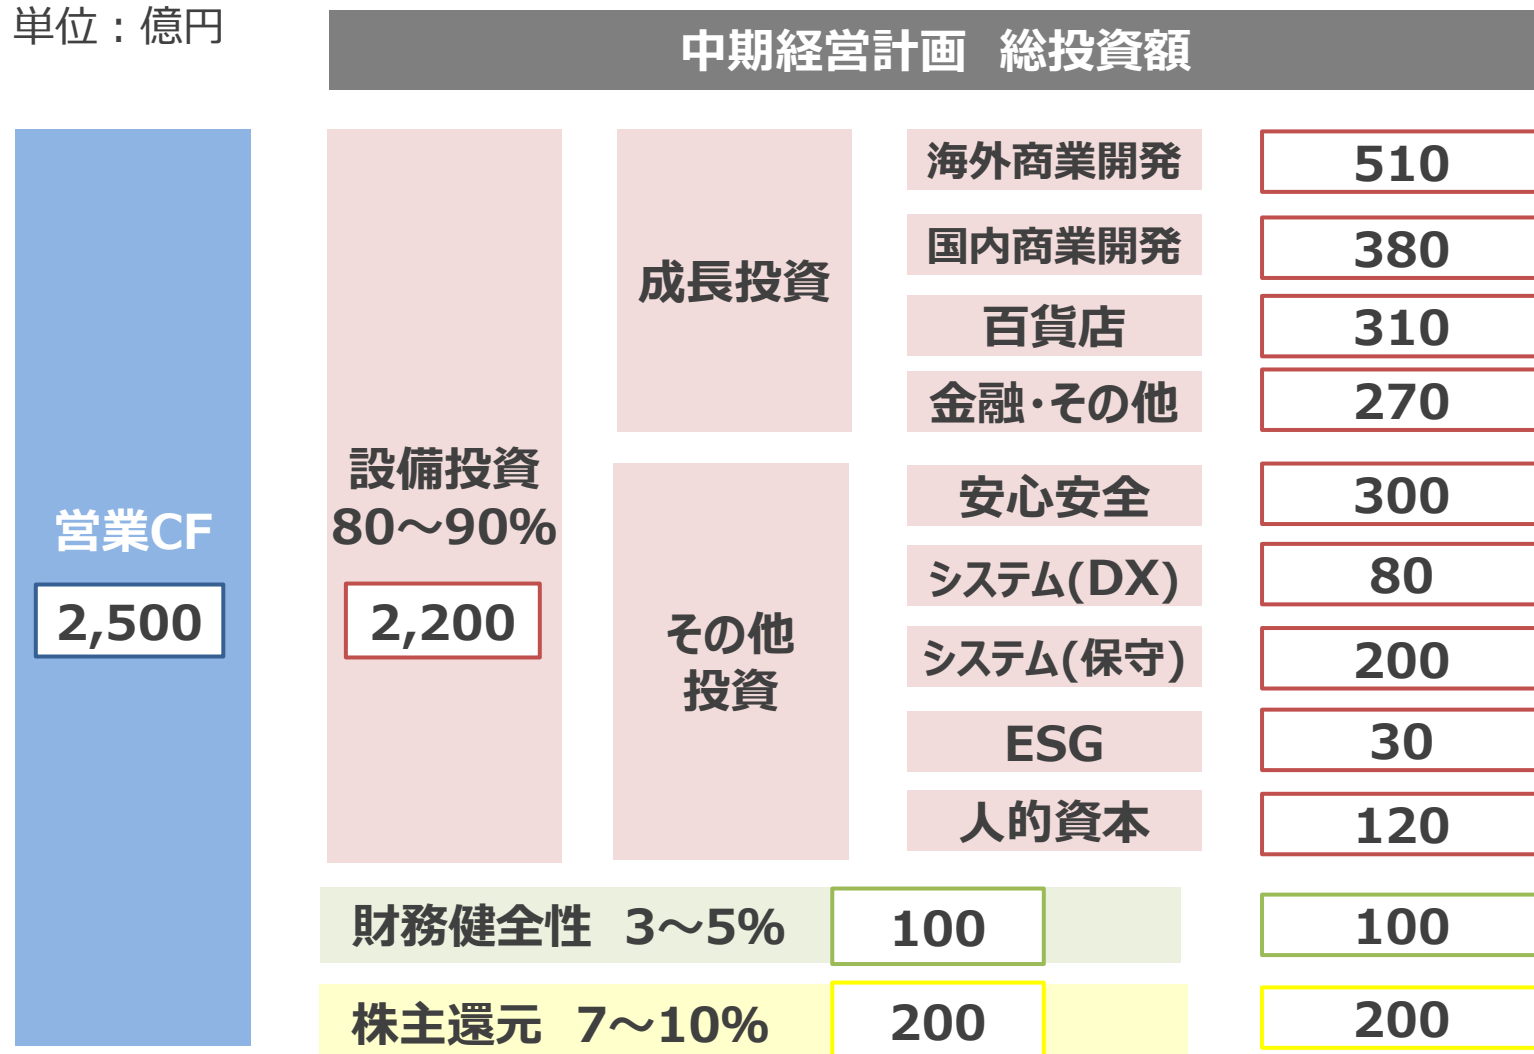 単位：億円
中期経営計画　総投資額
営業CF
2,500
設備投資
80～90%
2,200
成長投資
海外商業開発
510
国内商業開発
380
百貨店
310
金融・その他
270
その他
投資
安心安全
300
システム(DX)
80
システム(保守)
200
ESG
30
人的資本
120
財務健全性 3～5%
100
100
株主還元 7～10%
200
200